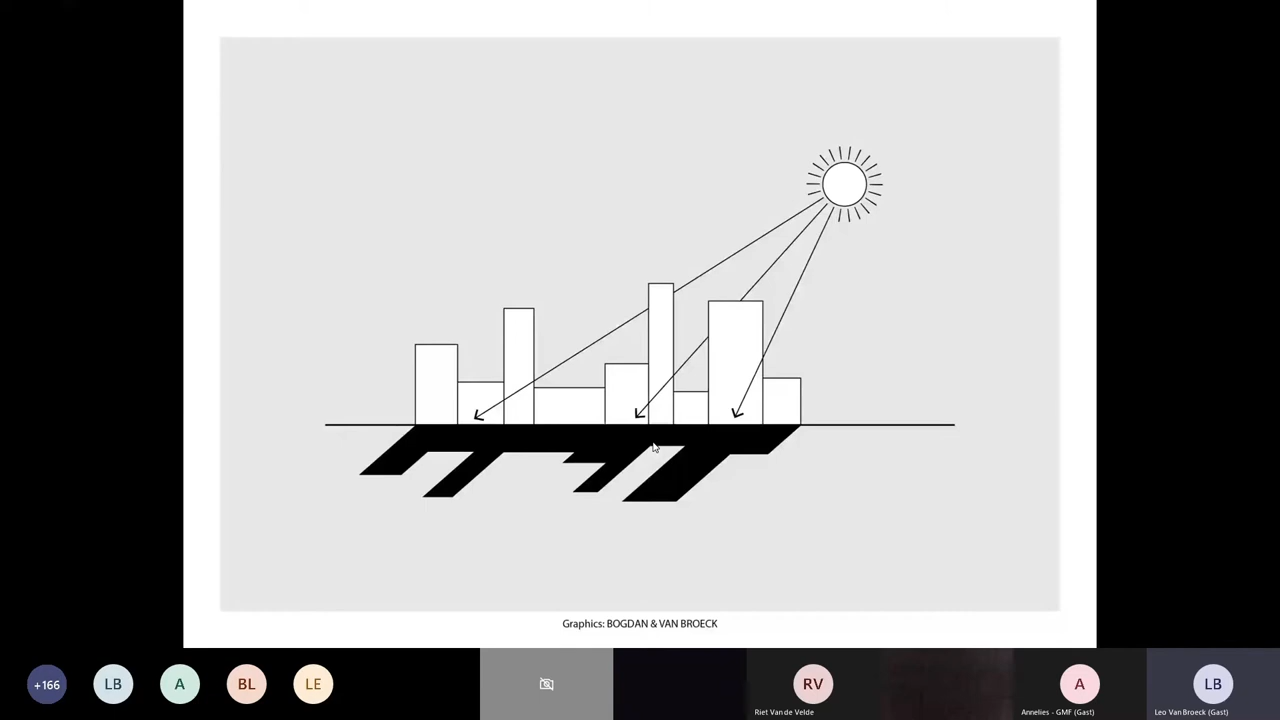 Graphics: BOGDAN & VAN BROECK
+166
LB
A
BL
LE
RV
A
LB
Riet Van de Velde
Annelies - GMF (Gast)
Leo Van Broeck (Gast)